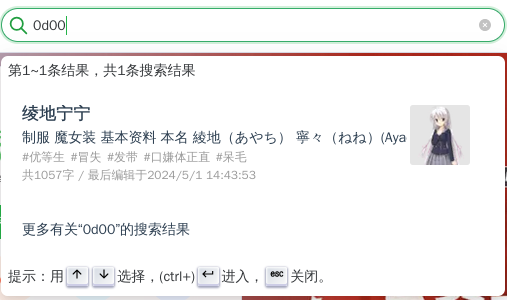 0d00
第1~1条结果，共1条搜索结果
绫地宁宁
制服 魔女装 基本资料 本名 綾地（あやち） 寧々（ねね）(Aya
#优等生 #冒失 #发带 #口嫌体正直 #呆毛
共1057字 / 最后编辑于2024/5/1 14:43:53
更多有关“0d00”的搜索结果
提示：用↑↓选择，(ctrl+)↩进入，esc关闭。